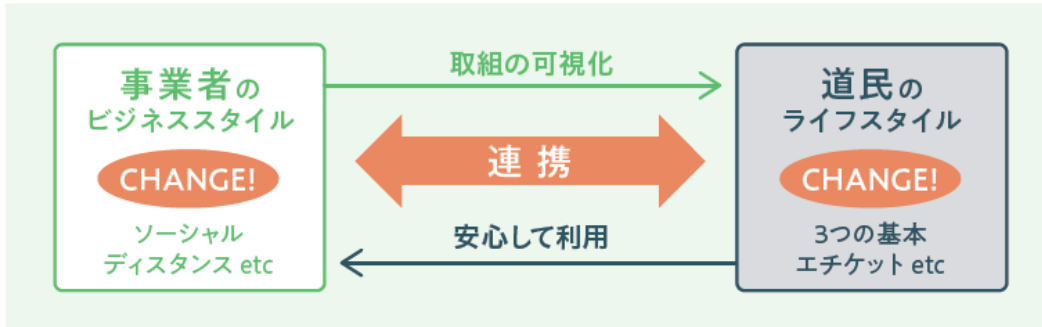 事業者の
ビジネススタイル
CHANGE!
ソーシャル
ディスタンス etc
取組の可視化
連携
安心して利用
道民の
ライフスタイル
CHANGE!
3つの基本
エチケット etc